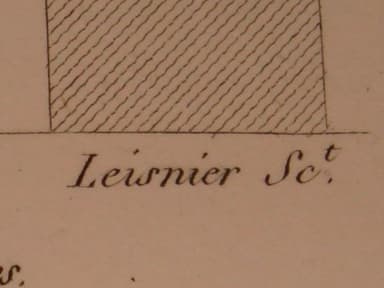 Leisnier Sc^t.
s.